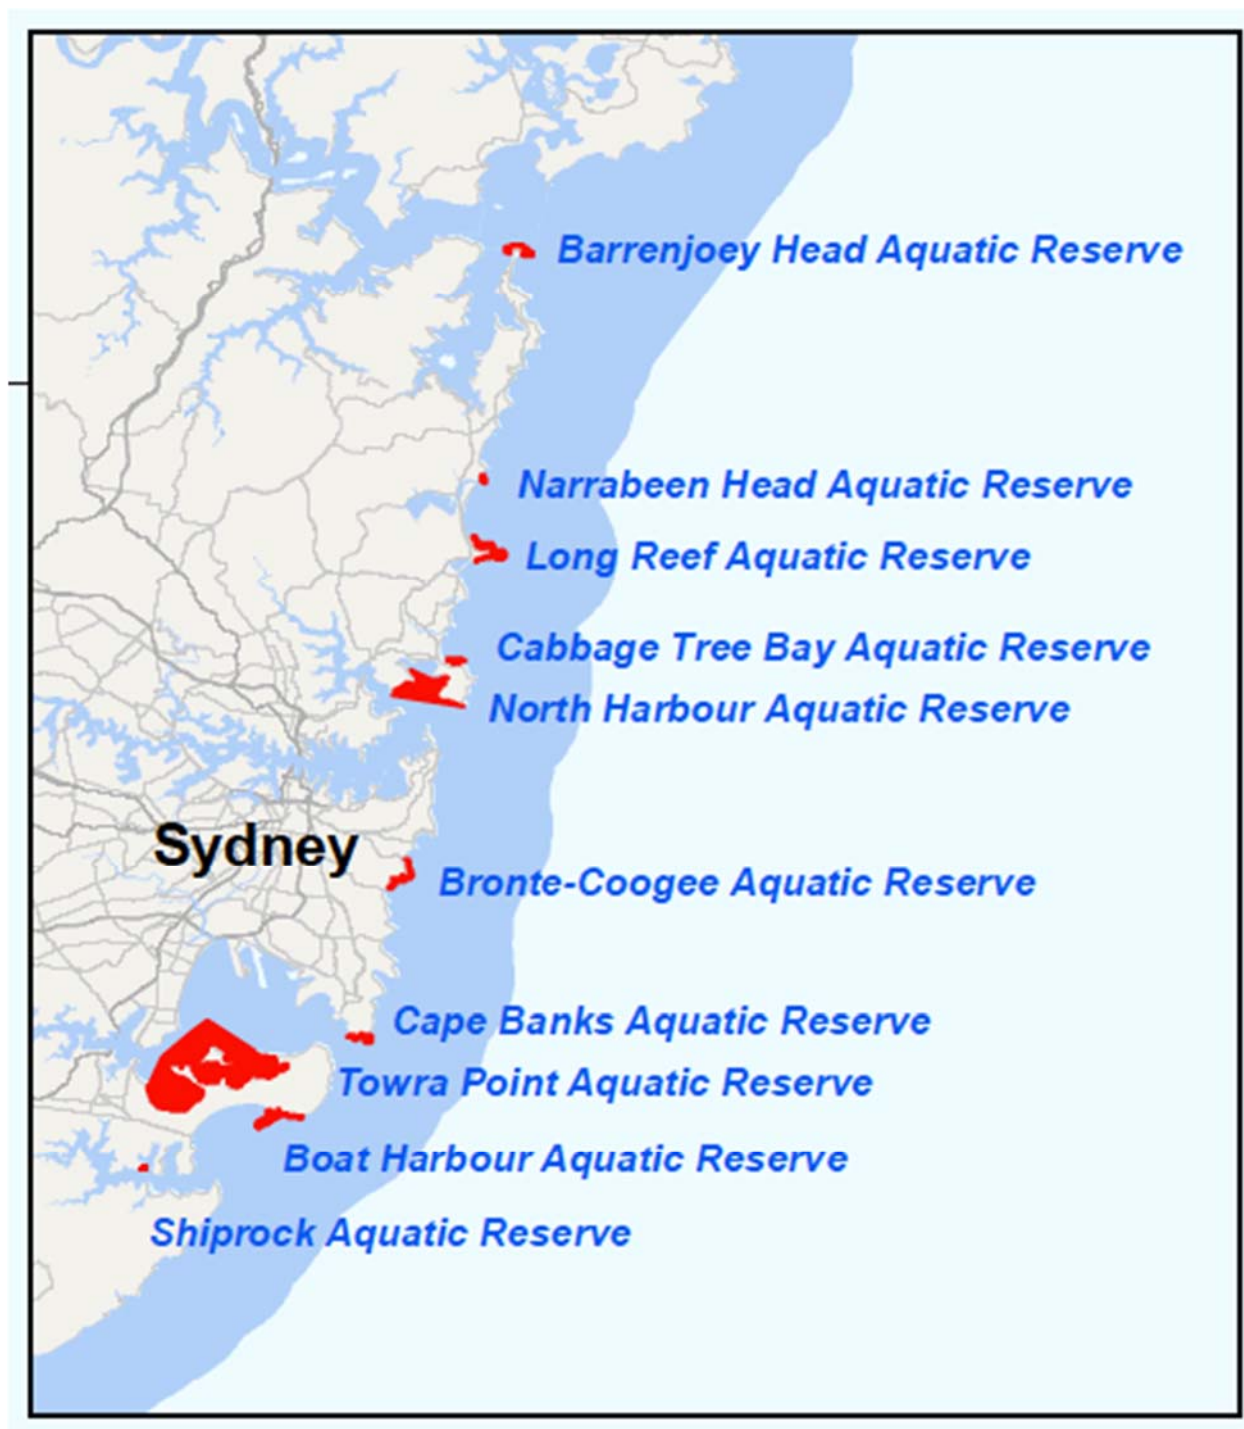 Barrenjoey Head Aquatic Reserve
Narrabeen Head Aquatic Reserve
Long Reef Aquatic Reserve
Cabbage Tree Bay Aquatic Reserve
North Harbour Aquatic Reserve
Sydney
Bronte-Coogee Aquatic Reserve
Cape Banks Aquatic Reserve
Towra Point Aquatic Reserve
Boat Harbour Aquatic Reserve
Shiprock Aquatic Reserve